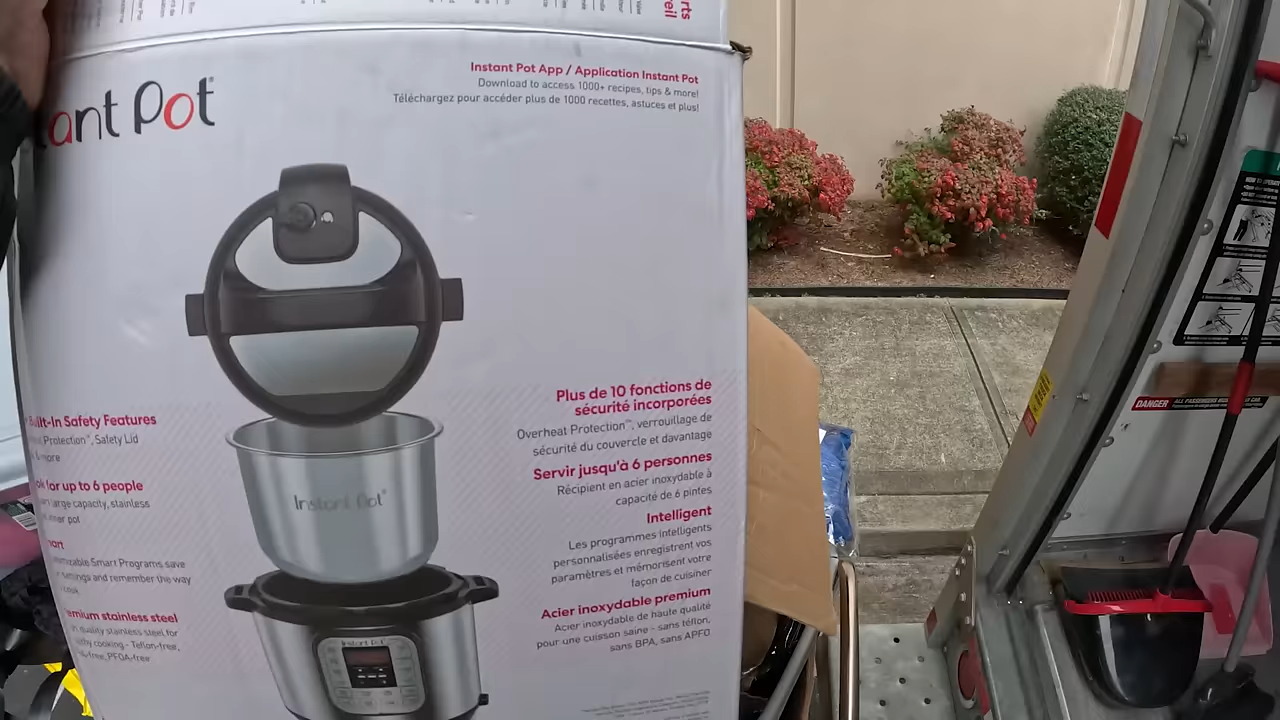 rts
reil
ant Pot
Instant Pot App / Application Instant Pot
Download to access 1000+ recipes, tips & more!
Téléchargez pour accéder plus de 1000 recettes, astuces et plus!
Built-In Safety Features
Protection™, Safety Lid
& more
for up to 6 people
large capacity, stainless
inner pot
Smart Programs save
settings and remember the way
cook
stainless steel
quality stainless steel for
cooking - Teflon-free,
-free, PFOA-free
Plus de 10 fonctions de
sécurité incorporées
Overheat Protection™, verrouillage de
sécurité du couvercle et davantage
Servir jusqu'à 6 personnes
Récipient en acier inoxydable à
capacité de 6 pintes
Intelligent
Les programmes intelligents
personnalisées enregistrent vos
paramètres et mémorisent votre
façon de cuisiner
Acier inoxydable premium
Acier inoxydable de haute qualité
pour une cuisson saine - sans téflon,
sans BPA, sans APFO
Instant Pot
Instant Pot
DANGER